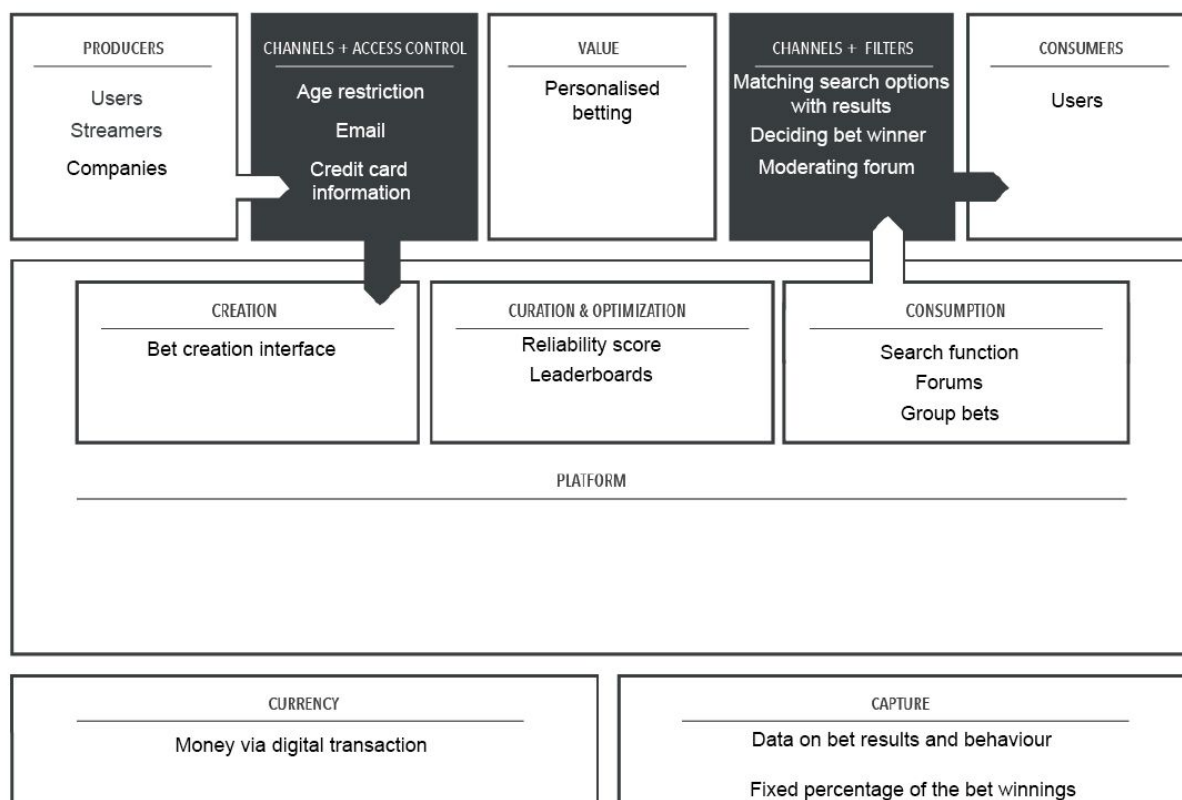 PRODUCERS
Users
Streamers
Companies
CHANNELS + ACCESS CONTROL
Age restriction
Email
Credit card
information
VALUE
Personalised
betting
CHANNELS + FILTERS
Matching search options
with results
Deciding bet winner
Moderating forum
CONSUMERS
Users
CREATION
Bet creation interface
CURATION & OPTIMIZATION
Reliability score
Leaderboards
CONSUMPTION
Search function
Forums
Group bets
PLATFORM
CURRENCY
Money via digital transaction
CAPTURE
Data on bet results and behaviour
Fixed percentage of the bet winnings